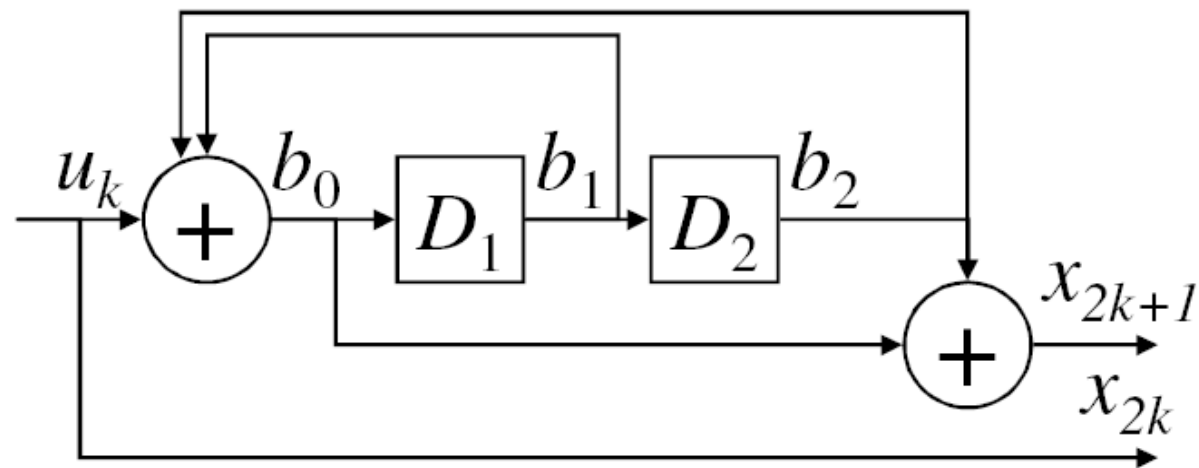 u_k + b_0 D_1 b_1 D_2 b_2
+ x_{2k+1}
x_{2k}